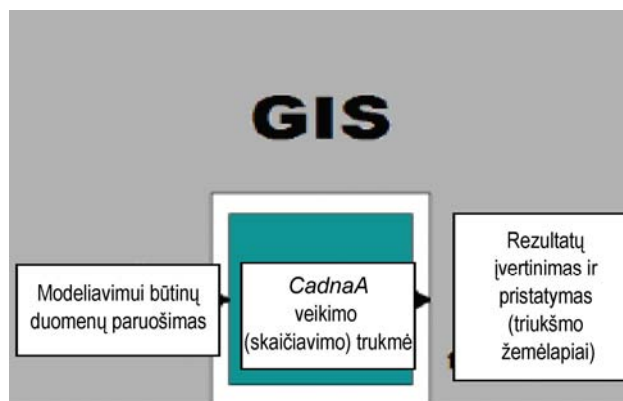 GIS
Modeliavimui būtinų
duomenų paruošimas
CadnaA
veikimo
(skaičiavimo) trukmė
Rezultatų
įvertinimas ir
pristatymas
(triukšmo
žemėlapiai)